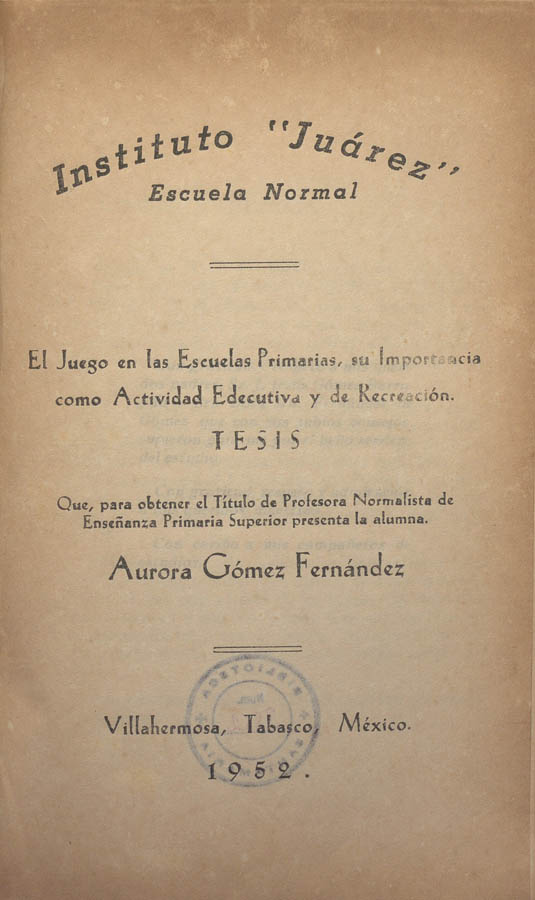 Instituto "Juárez"
Escuela Normal
El Juego en las Escuelas Primarias, su Importancia
como Actividad Edecutiva y de Recreación.
TESIS
Que, para obtener el Título de Profesora Normalista de
Enseñanza Primaria Superior presenta la alumna.
Aurora Gómez Fernández
BIBLIOTECA
Villahermosa, Tabasco, México.
1952.